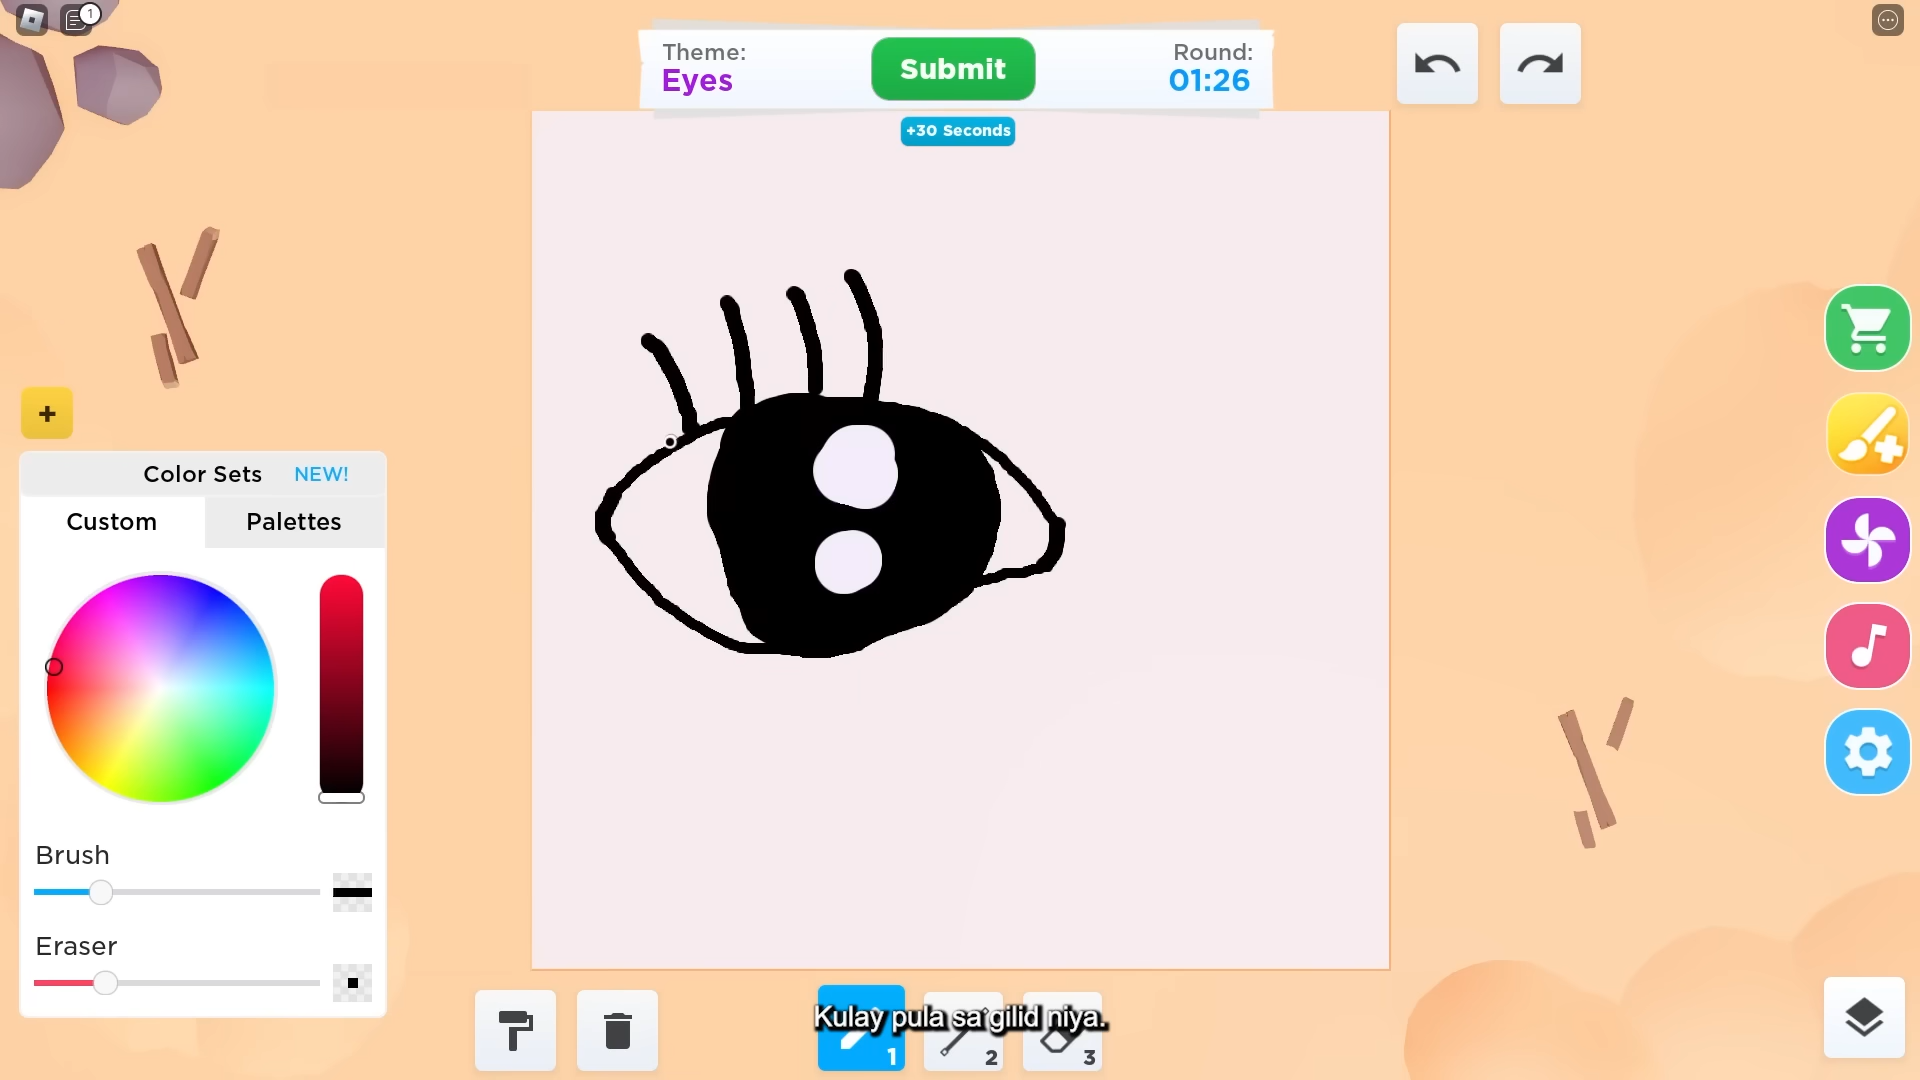 1
Theme:
Eyes
Submit
Round:
01:26
+30 Seconds
+
Color Sets NEW!
Custom
Palettes
Brush
Eraser
1
2
3
Kulay pula sa gilid niya.